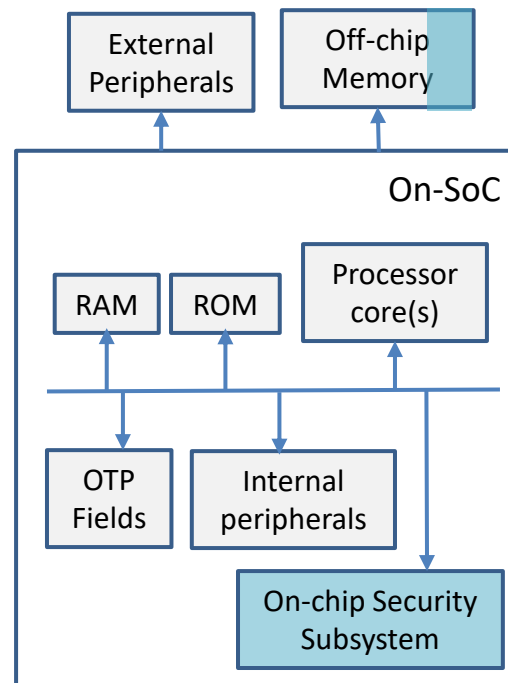 External
Peripherals
Off-chip
Memory
On-SoC
RAM
ROM
Processor
core(s)
OTP
Fields
Internal
peripherals
On-chip Security
Subsystem